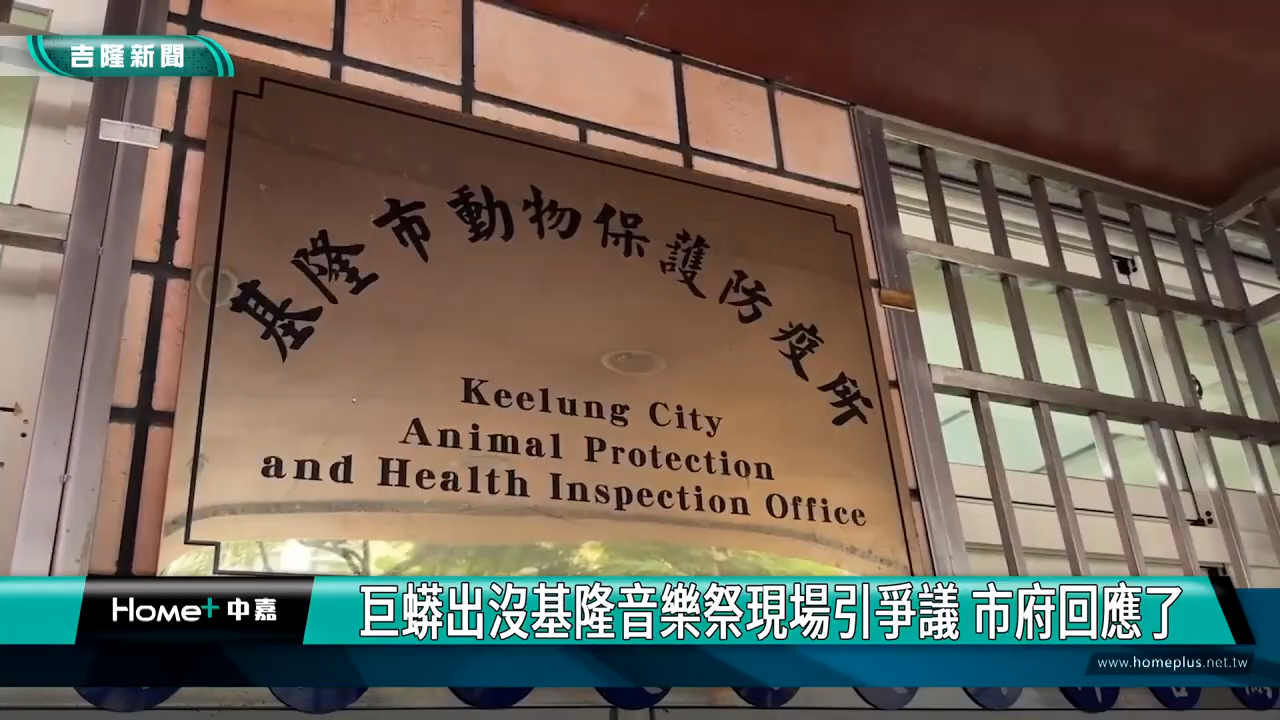 吉隆新聞
基隆市動物保護防疫所
Keelung City
Animal Protection
and Health Inspection Office
Home+ 中嘉
巨蟒出沒基隆音樂祭現場引爭議 市府回應了
www.homeplus.net.tw